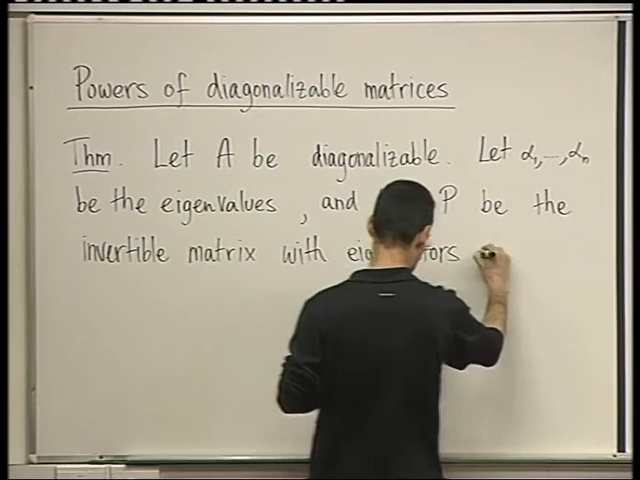 Powers of diagonalizable matrices
Thm. Let A be diagonalizable. Let α₁,...,αₙ
be the eigenvalues, and P be the
invertible matrix with